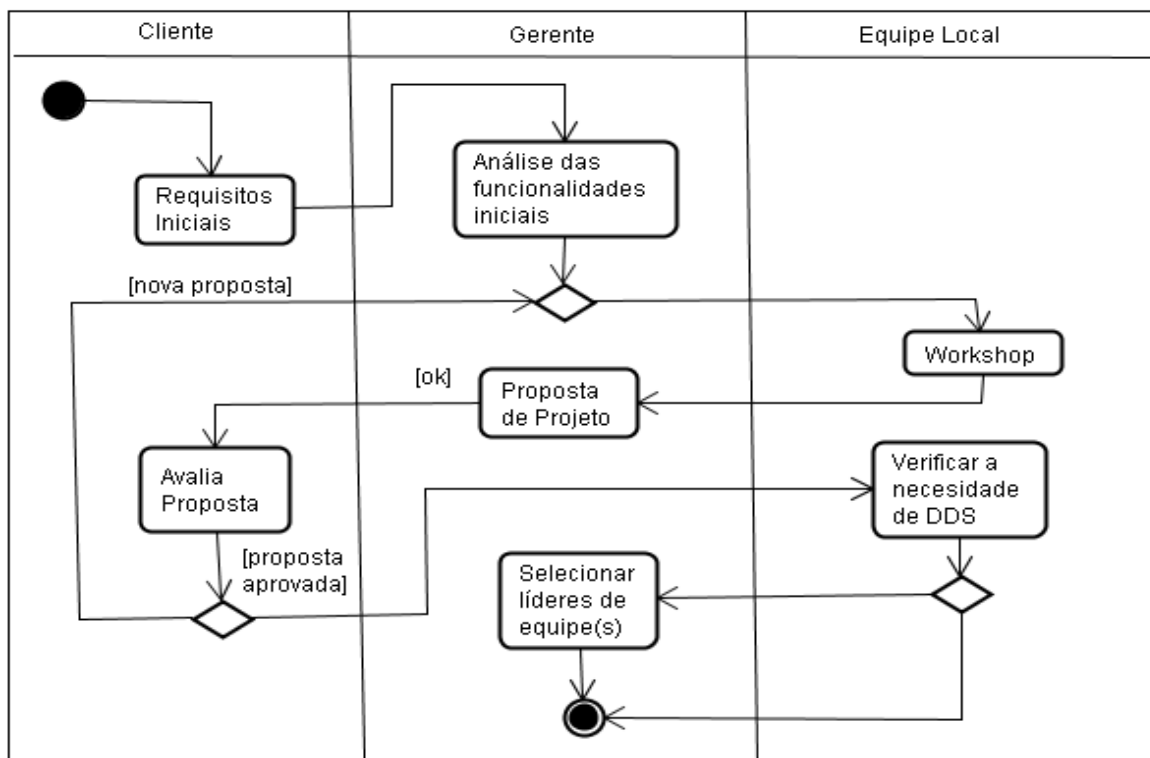 Cliente
Gerente
Equipe Local
Requisitos
Iniciais
Análise das
funcionalidades
iniciais
[nova proposta]
Workshop
[ok]
Proposta
de Projeto
Avalia
Proposta
Verificar a
necesidade
de DDS
[proposta
aprovada]
Selecionar
líderes de
equipe(s)